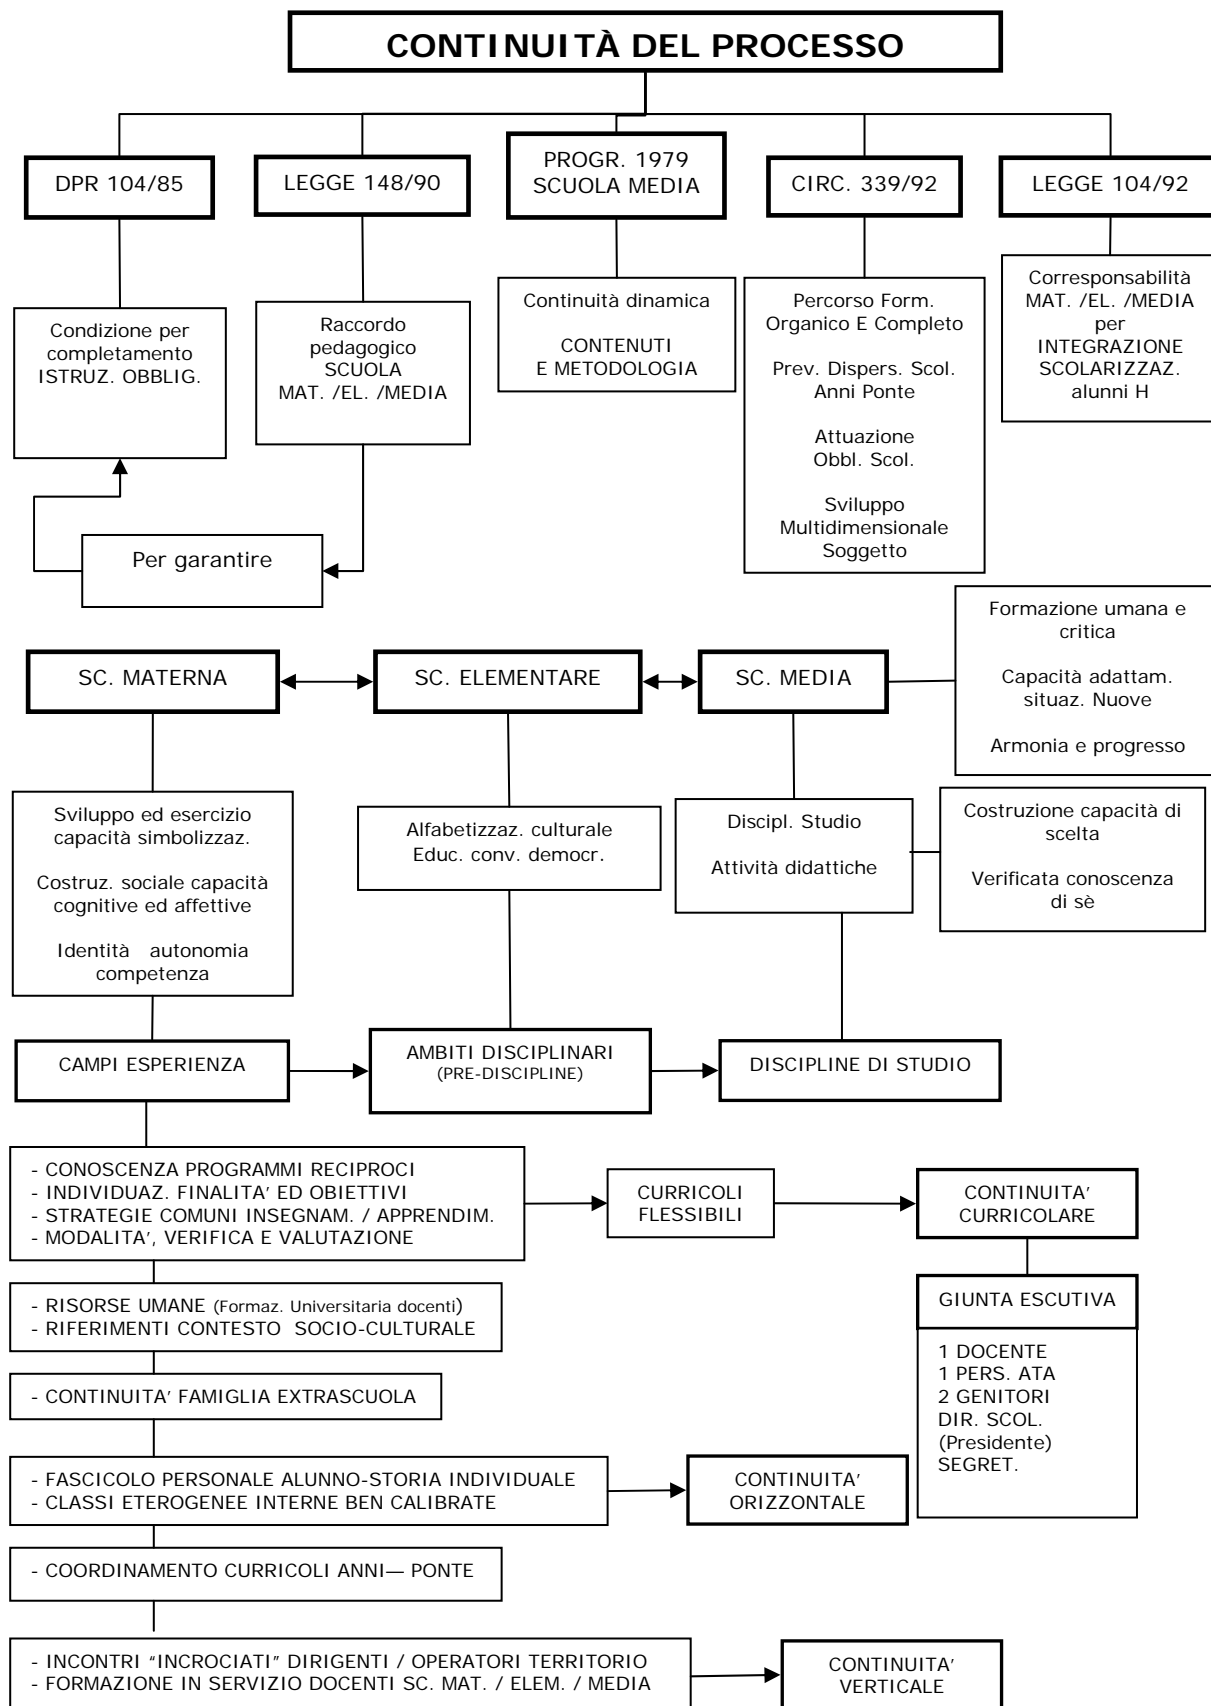 CONTINUITÀ DEL PROCESSO
DPR 104/85
LEGGE 148/90
PROGR. 1979
SCUOLA MEDIA
CIRC. 339/92
LEGGE 104/92
Condizione per
completamento
ISTRUZ. OBBLIG.
Raccordo
pedagogico
SCUOLA
MAT. /EL. /MEDIA
Continuità dinamica
CONTENUTI
E METODOLOGIA
Percorso Form.
Organico E Completo
Prev. Dispers. Scol.
Anni Ponte
Attuazione
Obbl. Scol.
Sviluppo
Multidimensionale
Soggetto
Corresponsabilità
MAT. /EL. /MEDIA
per
INTEGRAZIONE
SCOLARIZZAZ.
alunni H
Per garantire
SC. MATERNA
SC. ELEMENTARE
SC. MEDIA
Formazione umana e
critica
Capacità adattam.
situaz. Nuove
Armonia e progresso
Sviluppo ed esercizio
capacità simbolizzaz.
Costruz. sociale capacità
cognitive ed affettive
Identità autonomia
competenza
Alfabetizzaz. culturale
Educ. conv. democr.
Discipl. Studio
Attività didattiche
Costruzione capacità di
scelta
Verificata conoscenza
di sè
CAMPI ESPERIENZA
AMBITI DISCIPLINARI
(PRE-DISCIPLINE)
DISCIPLINE DI STUDIO
- CONOSCENZA PROGRAMMI RECIPROCI
- INDIVIDUAZ. FINALITA' ED OBIETTIVI
- STRATEGIE COMUNI INSEGNAM. / APPRENDIM.
- MODALITA', VERIFICA E VALUTAZIONE
CURRICOLI
FLESSIBILI
CONTINUITA'
CURRICOLARE
- RISORSE UMANE (Formaz. Universitaria docenti)
- RIFERIMENTI CONTESTO SOCIO-CULTURALE
GIUNTA ESCUTIVA
1 DOCENTE
1 PERS. ATA
2 GENITORI
DIR. SCOL.
(Presidente)
SEGRET.
- CONTINUITA' FAMIGLIA EXTRASCUOLA
- FASCICOLO PERSONALE ALUNNO-STORIA INDIVIDUALE
- CLASSI ETEROGENEE INTERNE BEN CALIBRATE
CONTINUITA'
ORIZZONTALE
- COORDINAMENTO CURRICOLI ANNI— PONTE
- INCONTRI "INCROCIATI" DIRIGENTI / OPERATORI TERRITORIO
- FORMAZIONE IN SERVIZIO DOCENTI SC. MAT. / ELEM. / MEDIA
CONTINUITA'
VERTICALE